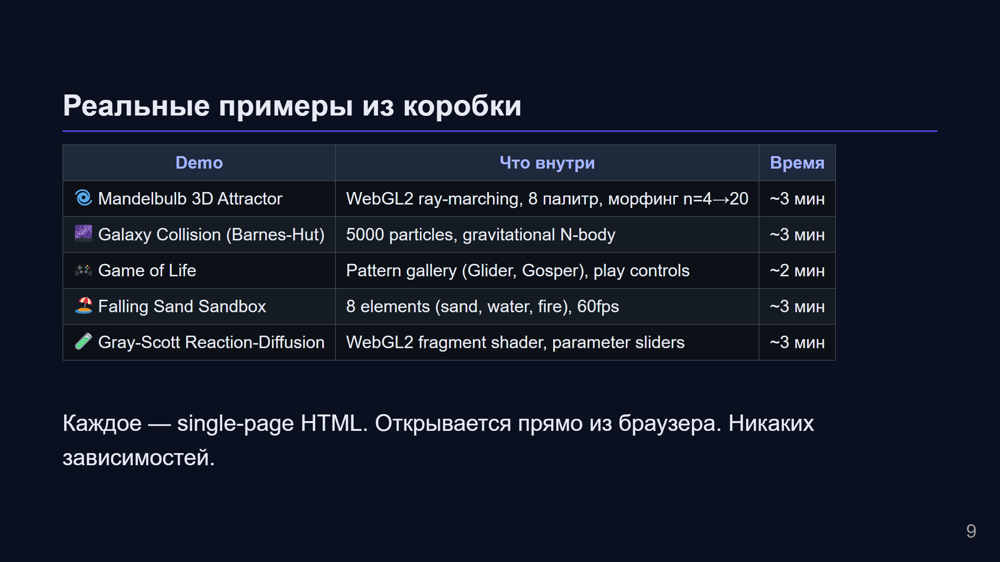 Реальные примеры из коробки
Demo Что внутри Время
🌀 Mandelbulb 3D Attractor WebGL2 ray-marching, 8 палитр, морфинг n=4→20 ~3 мин
🌌 Galaxy Collision (Barnes-Hut) 5000 particles, gravitational N-body ~3 мин
🎮 Game of Life Pattern gallery (Glider, Gosper), play controls ~2 мин
🏖 Falling Sand Sandbox 8 elements (sand, water, fire), 60fps ~3 мин
🧪 Gray-Scott Reaction-Diffusion WebGL2 fragment shader, parameter sliders ~3 мин
Каждое — single-page HTML. Открывается прямо из браузера. Никаких
зависимостей.
9